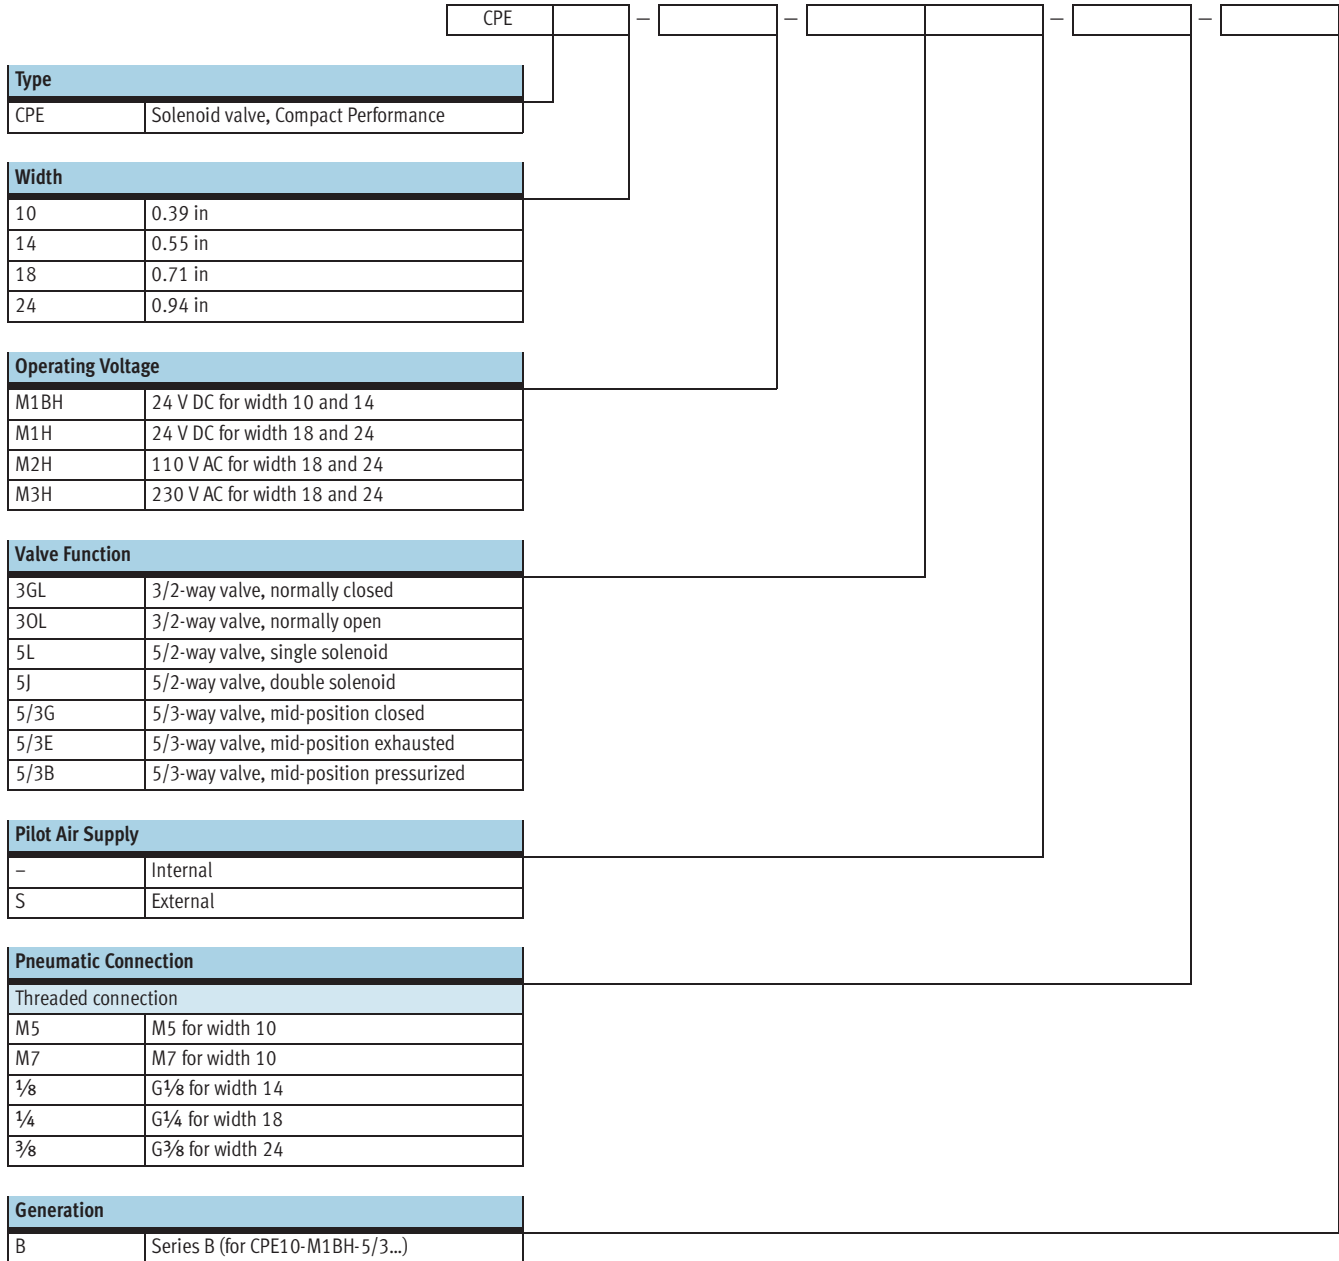 CPE – – – –
Type
CPE Solenoid valve, Compact Performance
Width
10 0.39 in
14 0.55 in
18 0.71 in
24 0.94 in
Operating Voltage
M1BH 24 V DC for width 10 and 14
M1H 24 V DC for width 18 and 24
M2H 110 V AC for width 18 and 24
M3H 230 V AC for width 18 and 24
Valve Function
3GL 3/2-way valve, normally closed
3OL 3/2-way valve, normally open
5L 5/2-way valve, single solenoid
5J 5/2-way valve, double solenoid
5/3G 5/3-way valve, mid-position closed
5/3E 5/3-way valve, mid-position exhausted
5/3B 5/3-way valve, mid-position pressurized
Pilot Air Supply
– Internal
S External
Pneumatic Connection
Threaded connection
M5 M5 for width 10
M7 M7 for width 10
⅛ G⅛ for width 14
¼ G¼ for width 18
⅜ G⅜ for width 24
Generation
B Series B (for CPE10-M1BH-5/3...)